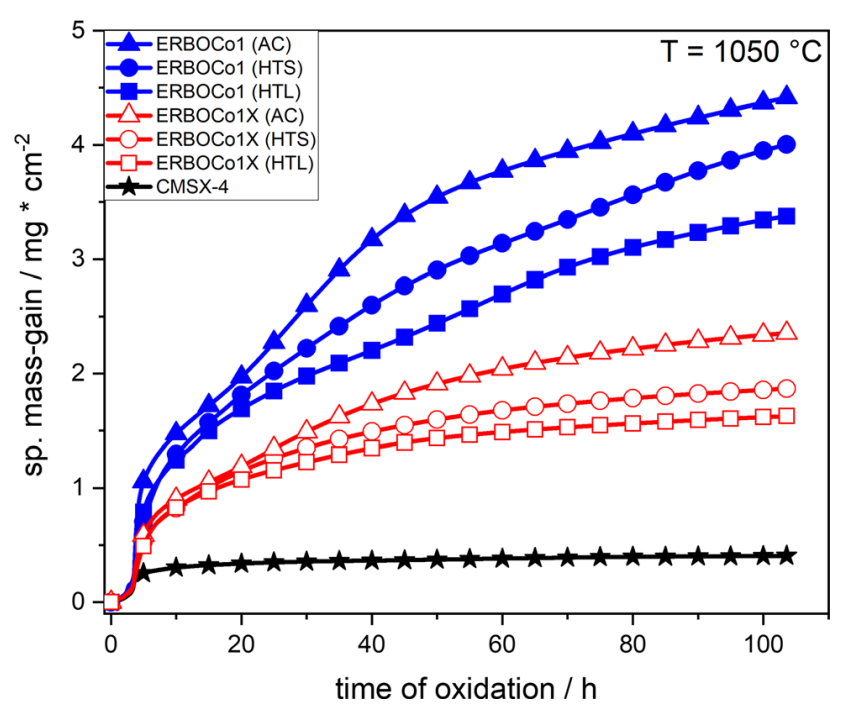 5
4
3
2
1
0
sp. mass-gain / mg * cm⁻²
ERBOCo1 (AC)
ERBOCo1 (HTS)
ERBOCo1 (HTL)
ERBOCo1X (AC)
ERBOCo1X (HTS)
ERBOCo1X (HTL)
CMSX-4
T = 1050 °C
0 20 40 60 80 100
time of oxidation / h